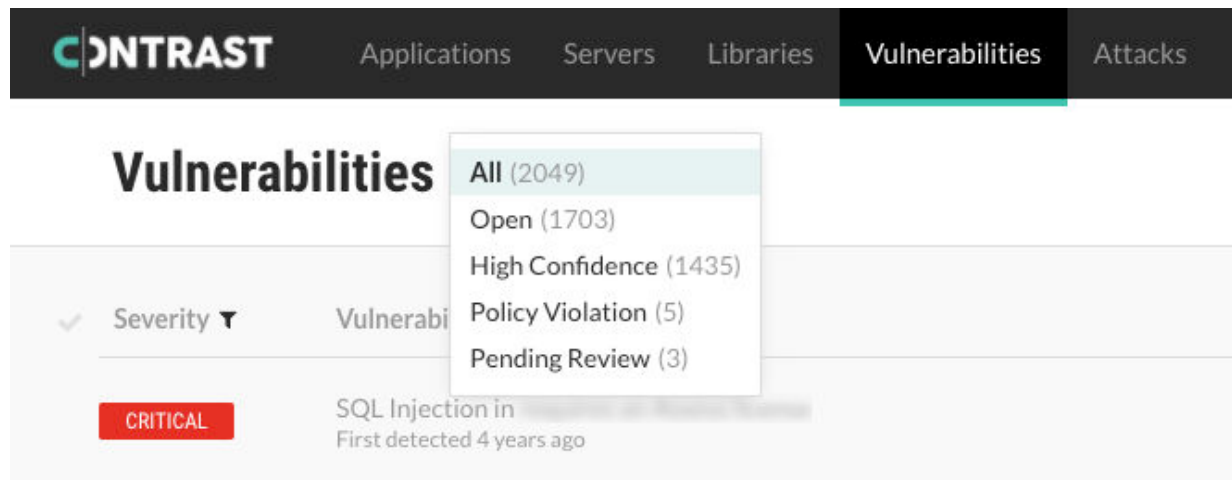 CONTRAST Applications Servers Libraries Vulnerabilities Attacks
Vulnerabilities
All (2049)
Open (1703)
High Confidence (1435)
Policy Violation (5)
Pending Review (3)
Severity Vulnerabi
CRITICAL
SQL Injection in
First detected 4 years ago